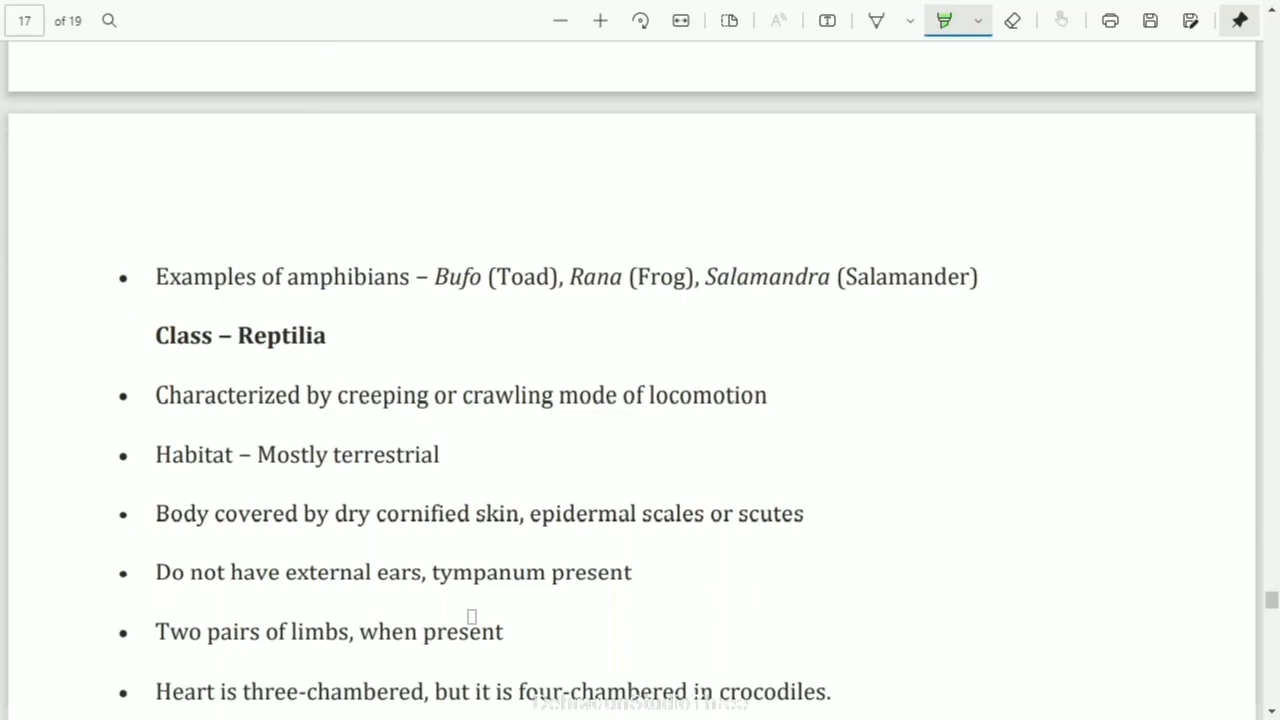 17 of 19
• Examples of amphibians – Bufo (Toad), Rana (Frog), Salamandra (Salamander)
Class – Reptilia
• Characterized by creeping or crawling mode of locomotion
• Habitat – Mostly terrestrial
• Body covered by dry cornified skin, epidermal scales or scutes
• Do not have external ears, tympanum present
• Two pairs of limbs, when present
• Heart is three-chambered, but it is four-chambered in crocodiles.